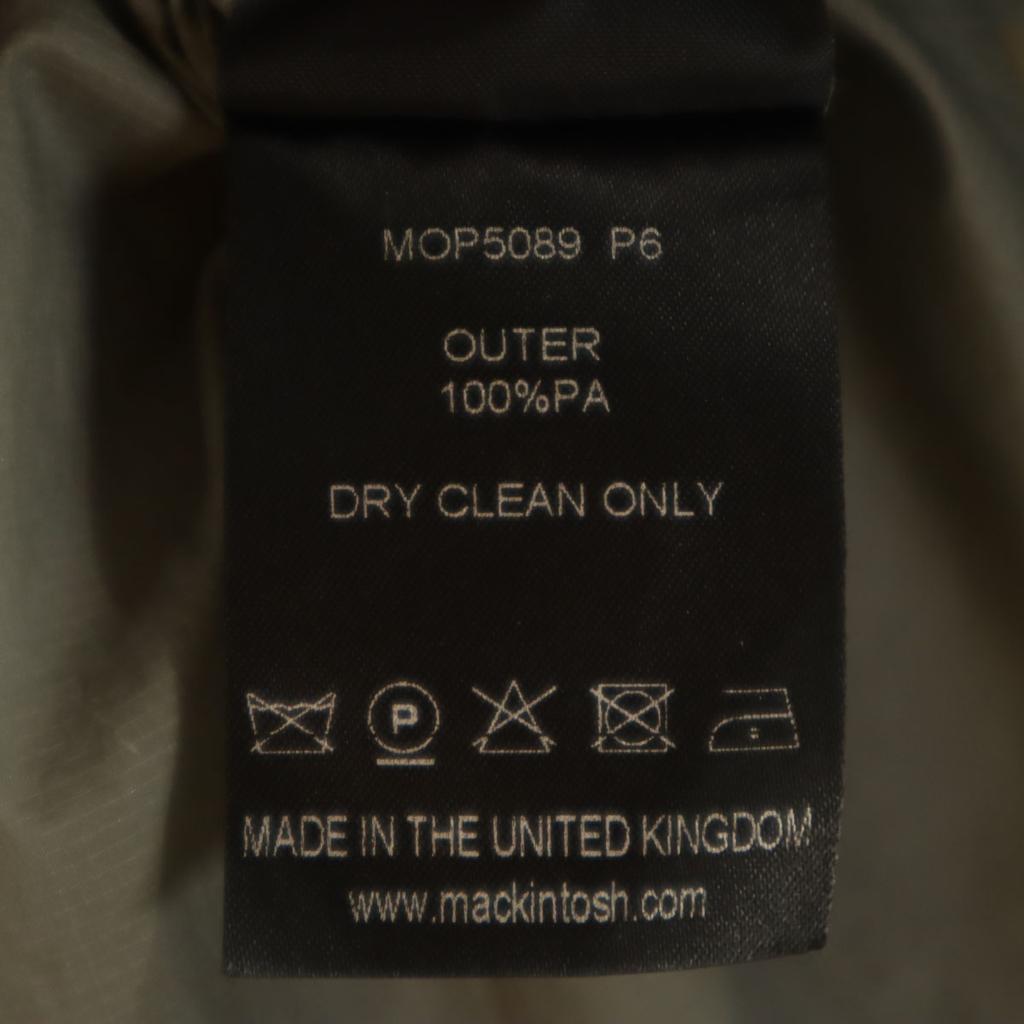 MOP5089 P6
OUTER
100%PA
DRY CLEAN ONLY
P
MADE IN THE UNITED KINGDOM
www.mackintosh.com